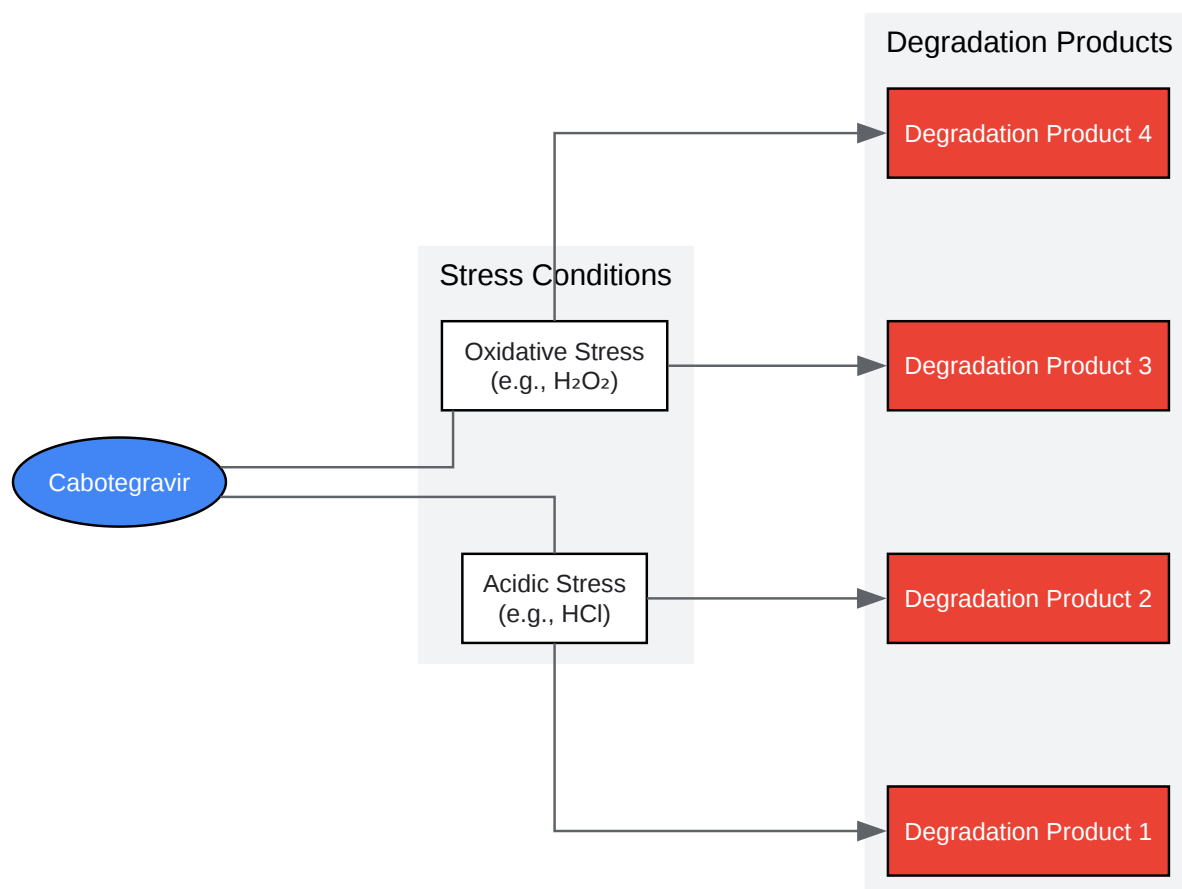 Degradation Products
Degradation Product 4
Stress Conditions
Oxidative Stress
(e.g., H₂O₂)
Degradation Product 3
Cabotegravir
Acidic Stress
(e.g., HCl)
Degradation Product 2
Degradation Product 1